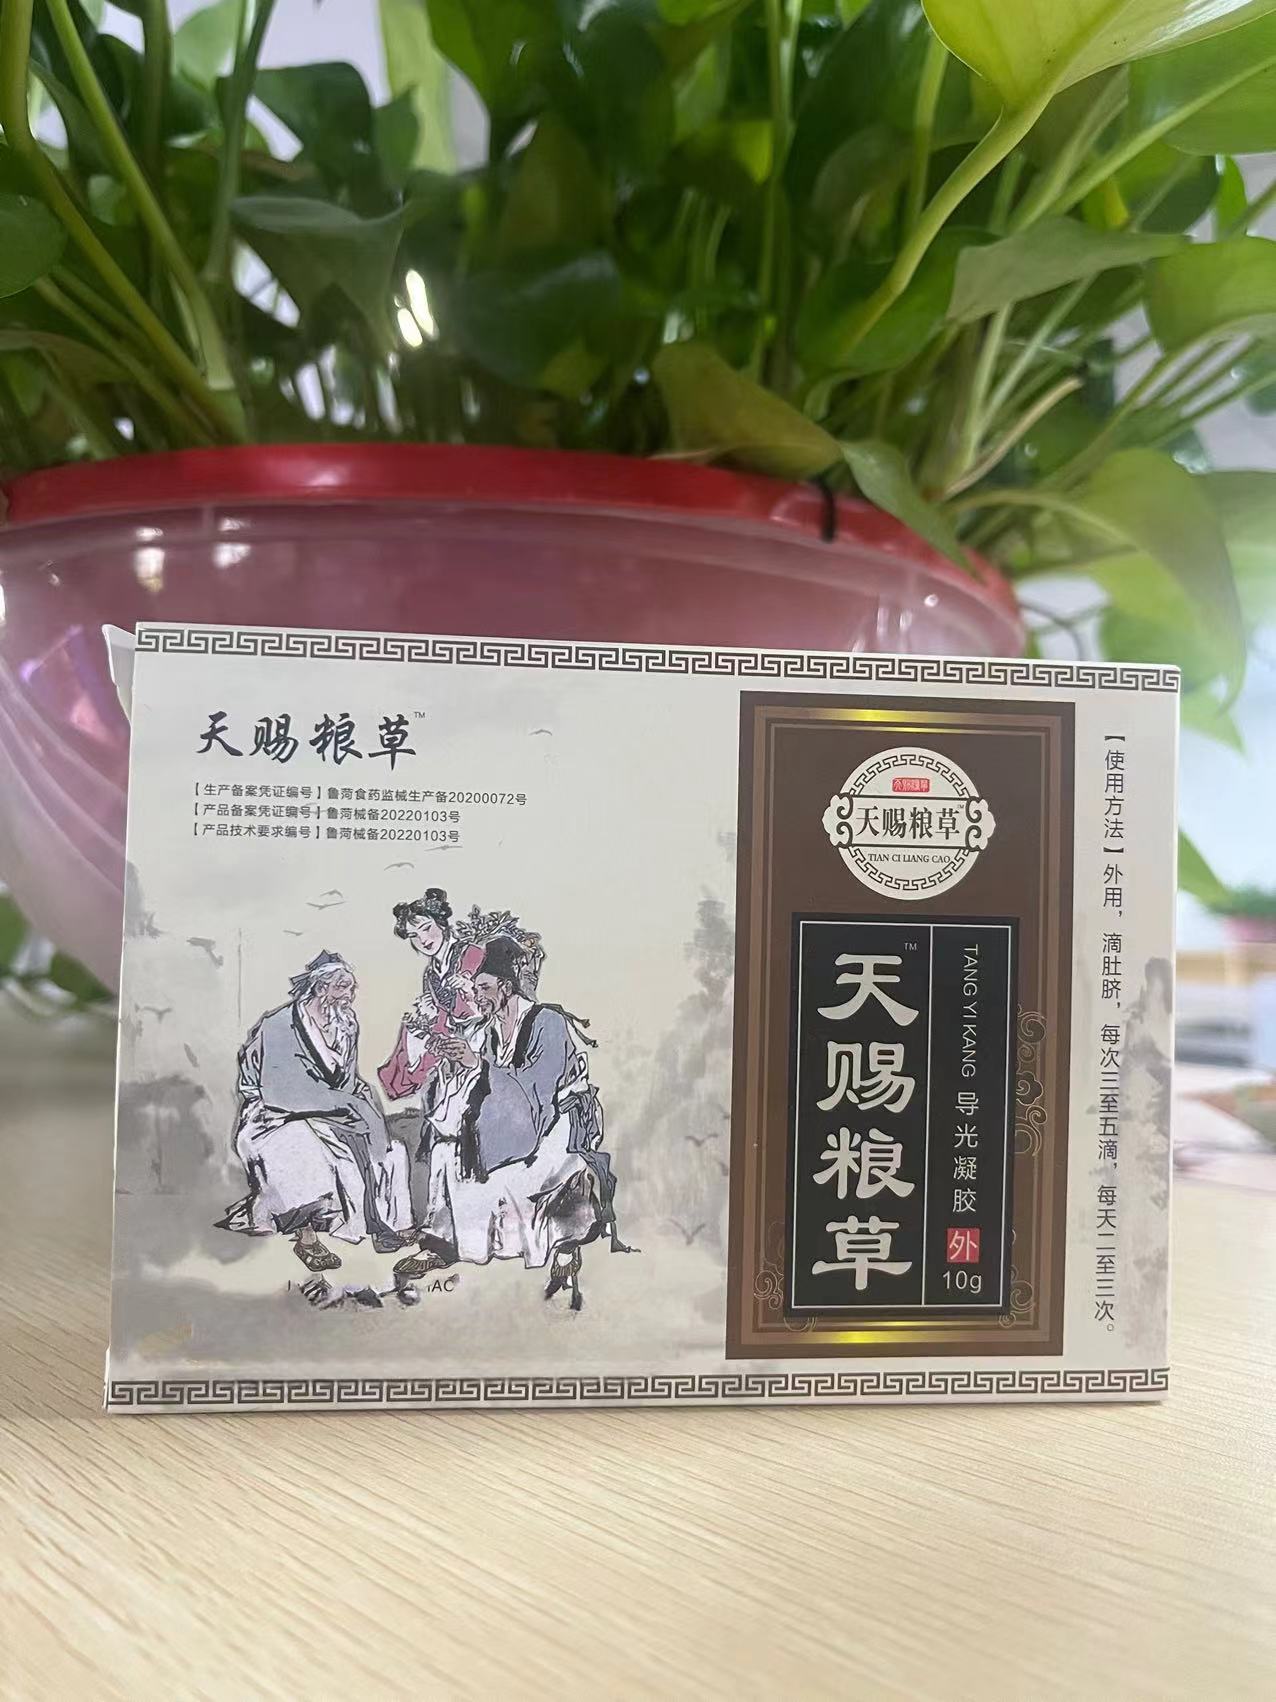 天赐粮草™
【生产备案凭证编号】鲁菏食药监械生产备20200072号
【产品备案凭证编号】鲁菏械备20220103号
【产品技术要求编号】鲁菏械备20220103号
天赐粮草
天赐粮草™
TIAN CI LIANG CAO
天赐粮草™
TANG YI KANG 导光凝胶
外
10g
【使用方法】外用，滴肚脐，每次三至五滴，每天二至三次。